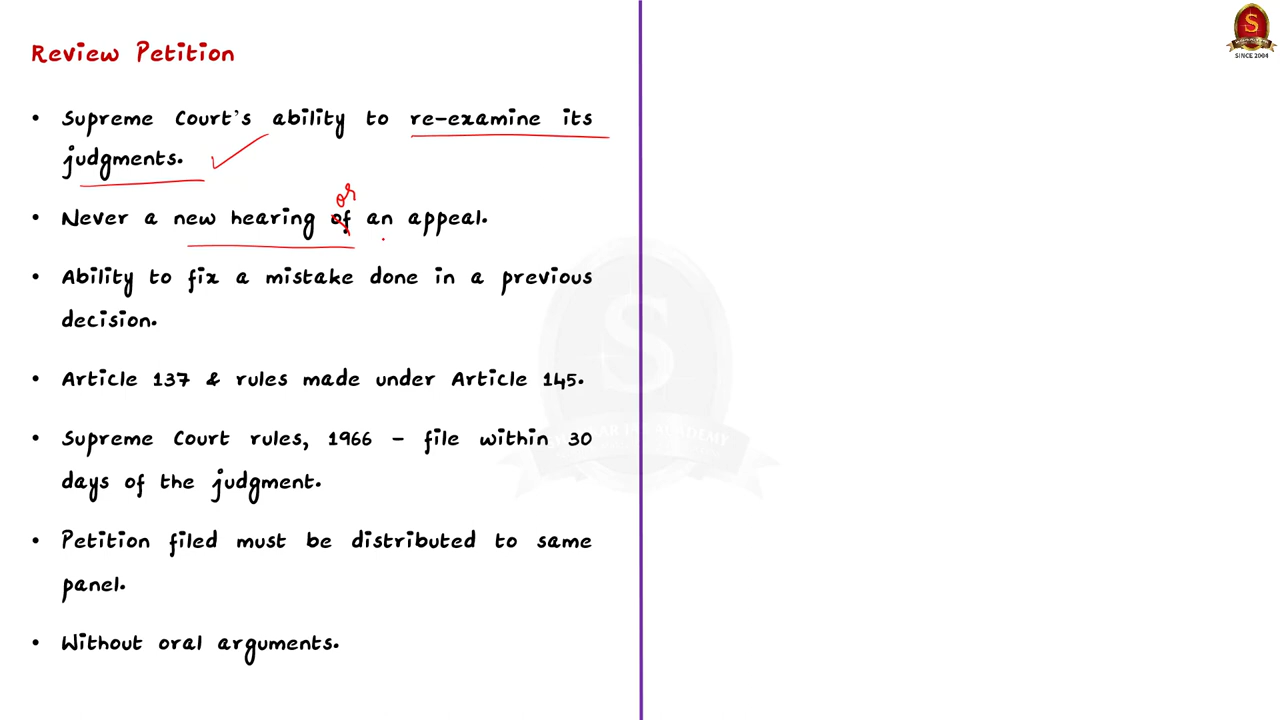 Review Petition
• Supreme Court's ability to re-examine its
judgments.
or
• Never a new hearing of an appeal.
• Ability to fix a mistake done in a previous
decision.
• Article 137 & rules made under Article 145.
• Supreme Court rules, 1966 - file within 30
days of the judgment.
• Petition filed must be distributed to same
panel.
• Without oral arguments.
S
SINCE 2004